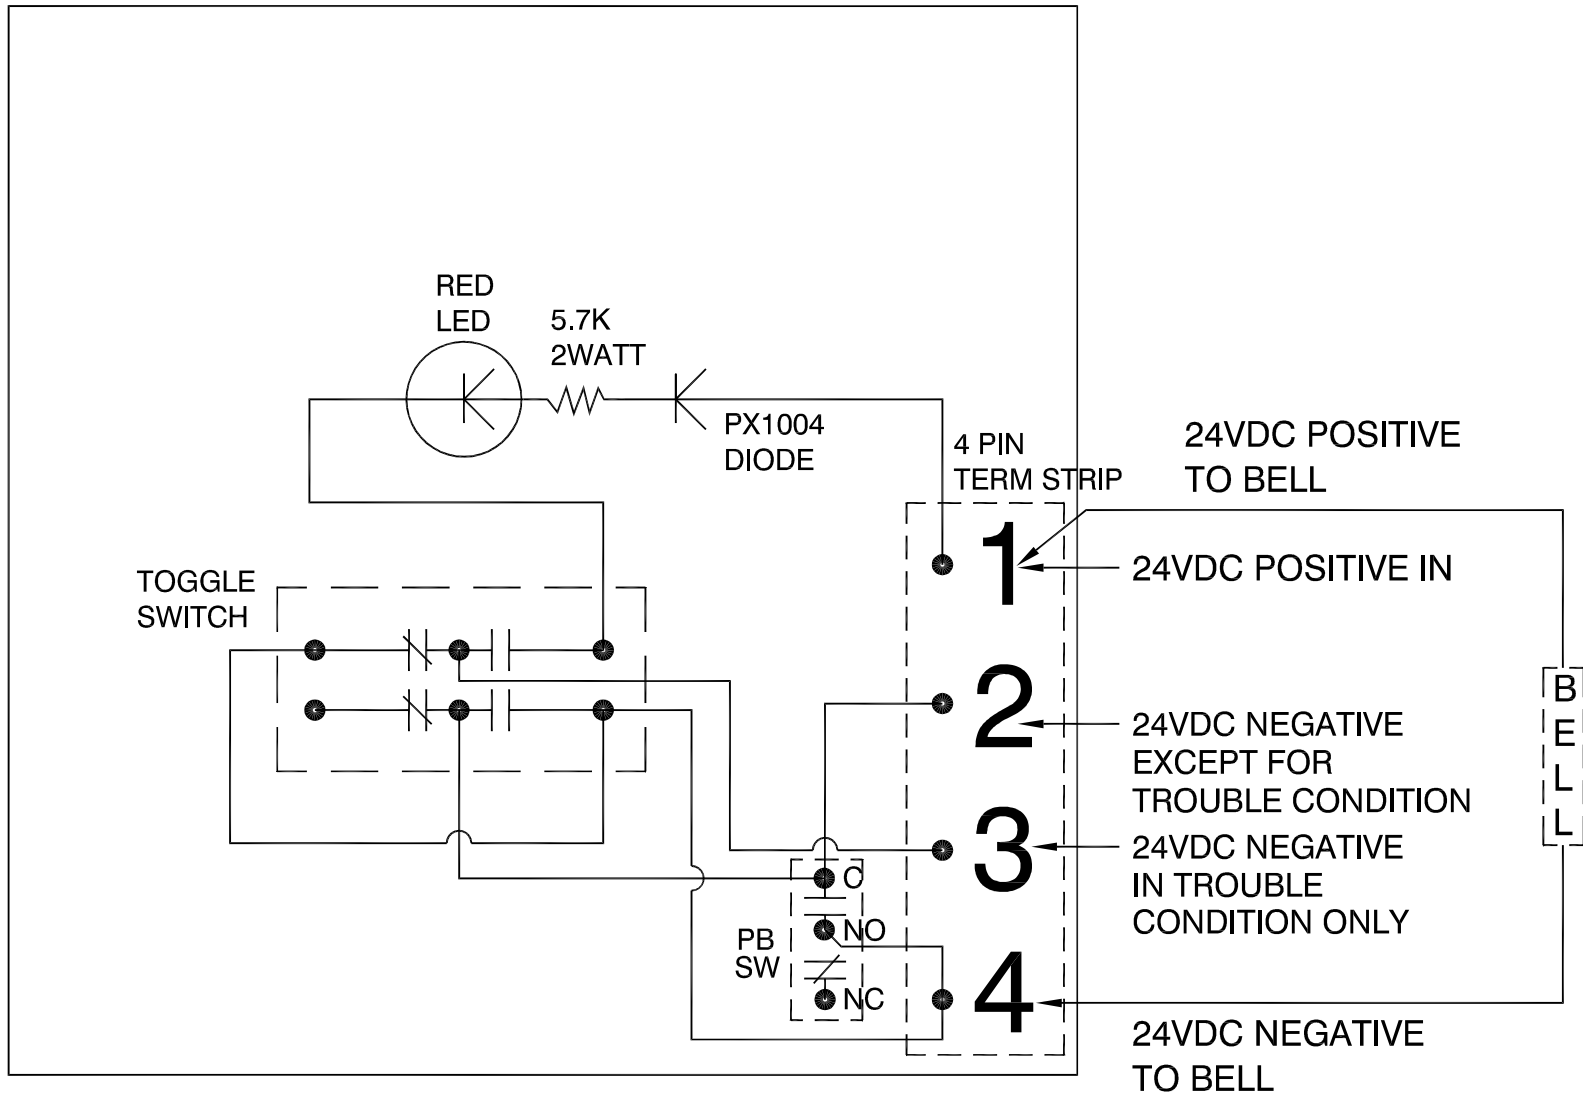 RED
LED
5.7K
2WATT
PX1004
DIODE
4 PIN
TERM STRIP
24VDC POSITIVE
TO BELL
1
24VDC POSITIVE IN
TOGGLE
SWITCH
2
24VDC NEGATIVE
EXCEPT FOR
TROUBLE CONDITION
B
E
L
L
3
24VDC NEGATIVE
IN TROUBLE
CONDITION ONLY
C
NO
PB
SW
NC
4
24VDC NEGATIVE
TO BELL